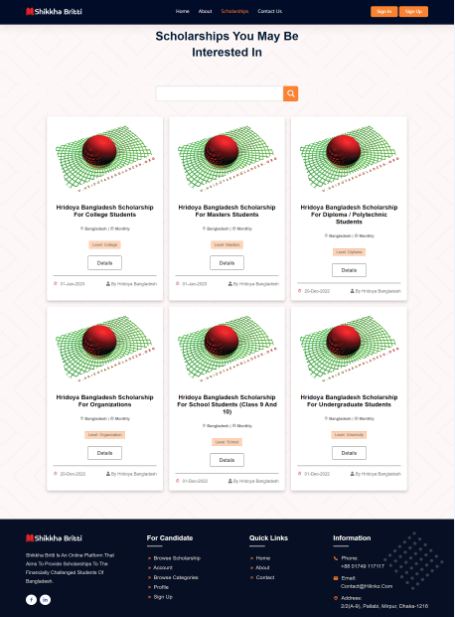 Shikkha Britti
Home About Scholarships Contact Us
Sign In Sign Up
Scholarships You May Be
Interested In
Hridoya Bangladesh Scholarship
For College Students
Bangladesh | Monthly
Level: College
Details
01-Jan-2023 By Hridoya Bangladesh
Hridoya Bangladesh Scholarship
For Masters Students
Bangladesh | Monthly
Level: Masters
Details
01-Jan-2023 By Hridoya Bangladesh
Hridoya Bangladesh Scholarship
For Diploma / Polytechnic
Students
Bangladesh | Monthly
Level: Diploma
Details
20-Dec-2022 By Hridoya Bangladesh
Hridoya Bangladesh Scholarship
For Organizations
Bangladesh | Monthly
Level: Organization
Details
20-Dec-2022 By Hridoya Bangladesh
Hridoya Bangladesh Scholarship
For School Students (Class 9 And
10)
Bangladesh | Monthly
Level: School
Details
01-Dec-2022 By Hridoya Bangladesh
Hridoya Bangladesh Scholarship
For Undergraduate Students
Bangladesh | Monthly
Level: University
Details
01-Dec-2022 By Hridoya Bangladesh
Shikkha Britti
Shikkha Britti Is An Online Platform That
Aims To Provide Scholarships To The
Financially Challenged Students Of
Bangladesh.
For Candidate
Browse Scholarship
Account
Browse Categories
Profile
Sign Up
Quick Links
Home
About
Contact
Information
Phone:
+88 01749 117117
Email:
Address:
2/2(A-9), Pallabi, Mirpur, Dhaka-1216